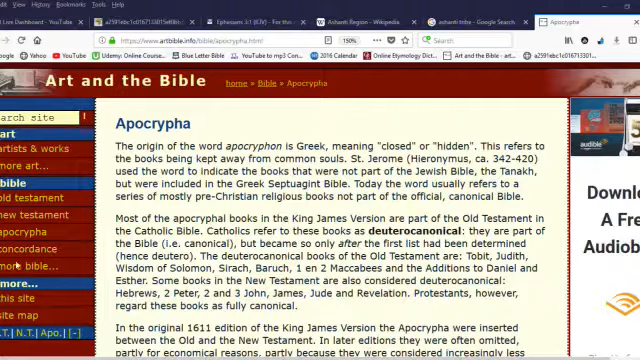 History Bookmarks Tools Help
Live Dashboard - YouTube
a2591ebc1c0167133015ef6fc
Ephessem 3:1 (KJV) - For this
Ashanti Region - Wikipedia
ashanti tribe - Google Search
Apocrypha
https://www.artbible.info/bible/apocrypha.html
150%
Search
Yahoo
Udemy: Online Course...
Blue Letter Bible
YouTube to mp3 Conv...
2016 Calendar
Online Etymology Dict...
Art and the Bible - art...
Art and the Bible
home » Bible » Apocrypha
earch site
!
art
artists & works
more art...
bible
old testament
new testament
apocrypha
concordance
more bible...
more...
this site
site map
.T.| N.T.| Apo.| [-]
Apocrypha
The origin of the word apocryphon is Greek, meaning "closed" or "hidden". This refers to
the books being kept away from common souls. St. Jerome (Hieronymus, ca. 342-420)
used the word to indicate the books that were not part of the Jewish Bible, the Tanakh,
but were included in the Greek Septuagint Bible. Today the word usually refers to a
series of mostly pre-Christian religious books not part of the official, canonical Bible.
Most of the apocryphal books in the King James Version are part of the Old Testament in
the Catholic Bible. Catholics refer to these books as deuterocanonical: they are part of
the Bible (i.e. canonical), but became so only after the first list had been determined
(hence deutero). The deuterocanonical books of the Old Testament are: Tobit, Judith,
Wisdom of Solomon, Sirach, Baruch, 1 en 2 Maccabees and the Additions to Daniel and
Esther. Some books in the New Testament are also considered deuterocanonical:
Hebrews, 2 Peter, 2 and 3 John, James, Jude and Revelation. Protestants, however,
regard these books as fully canonical.
In the original 1611 edition of the King James Version the Apocrypha were inserted
between the Old and the New Testament. In later editions they were often omitted,
partly for economical reasons, partly because they were considered increasingly less
audible
Downlo
A Free
Audiob